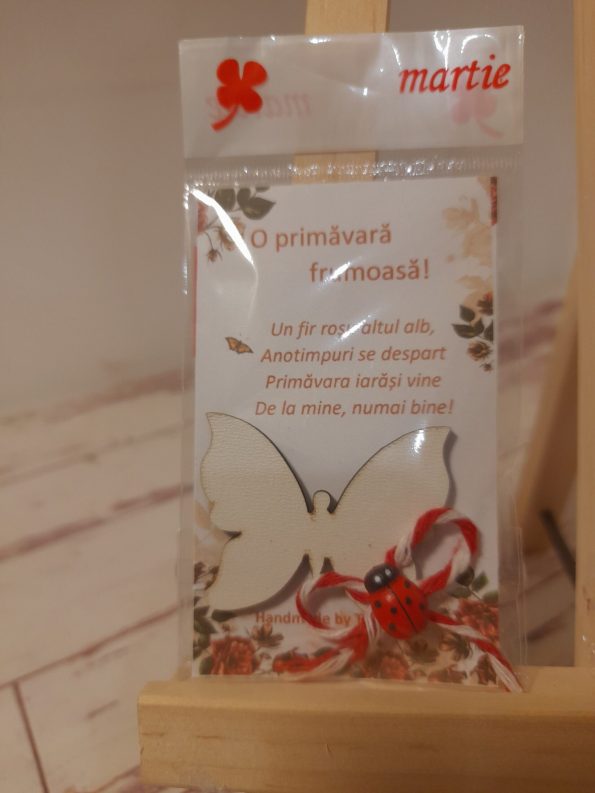 martie
O primăvară
frumoasă!
Un fir roșu altul alb,
Anotimpuri se despart
Primăvara iarăși vine
De la mine, numai bine!
Handmade by